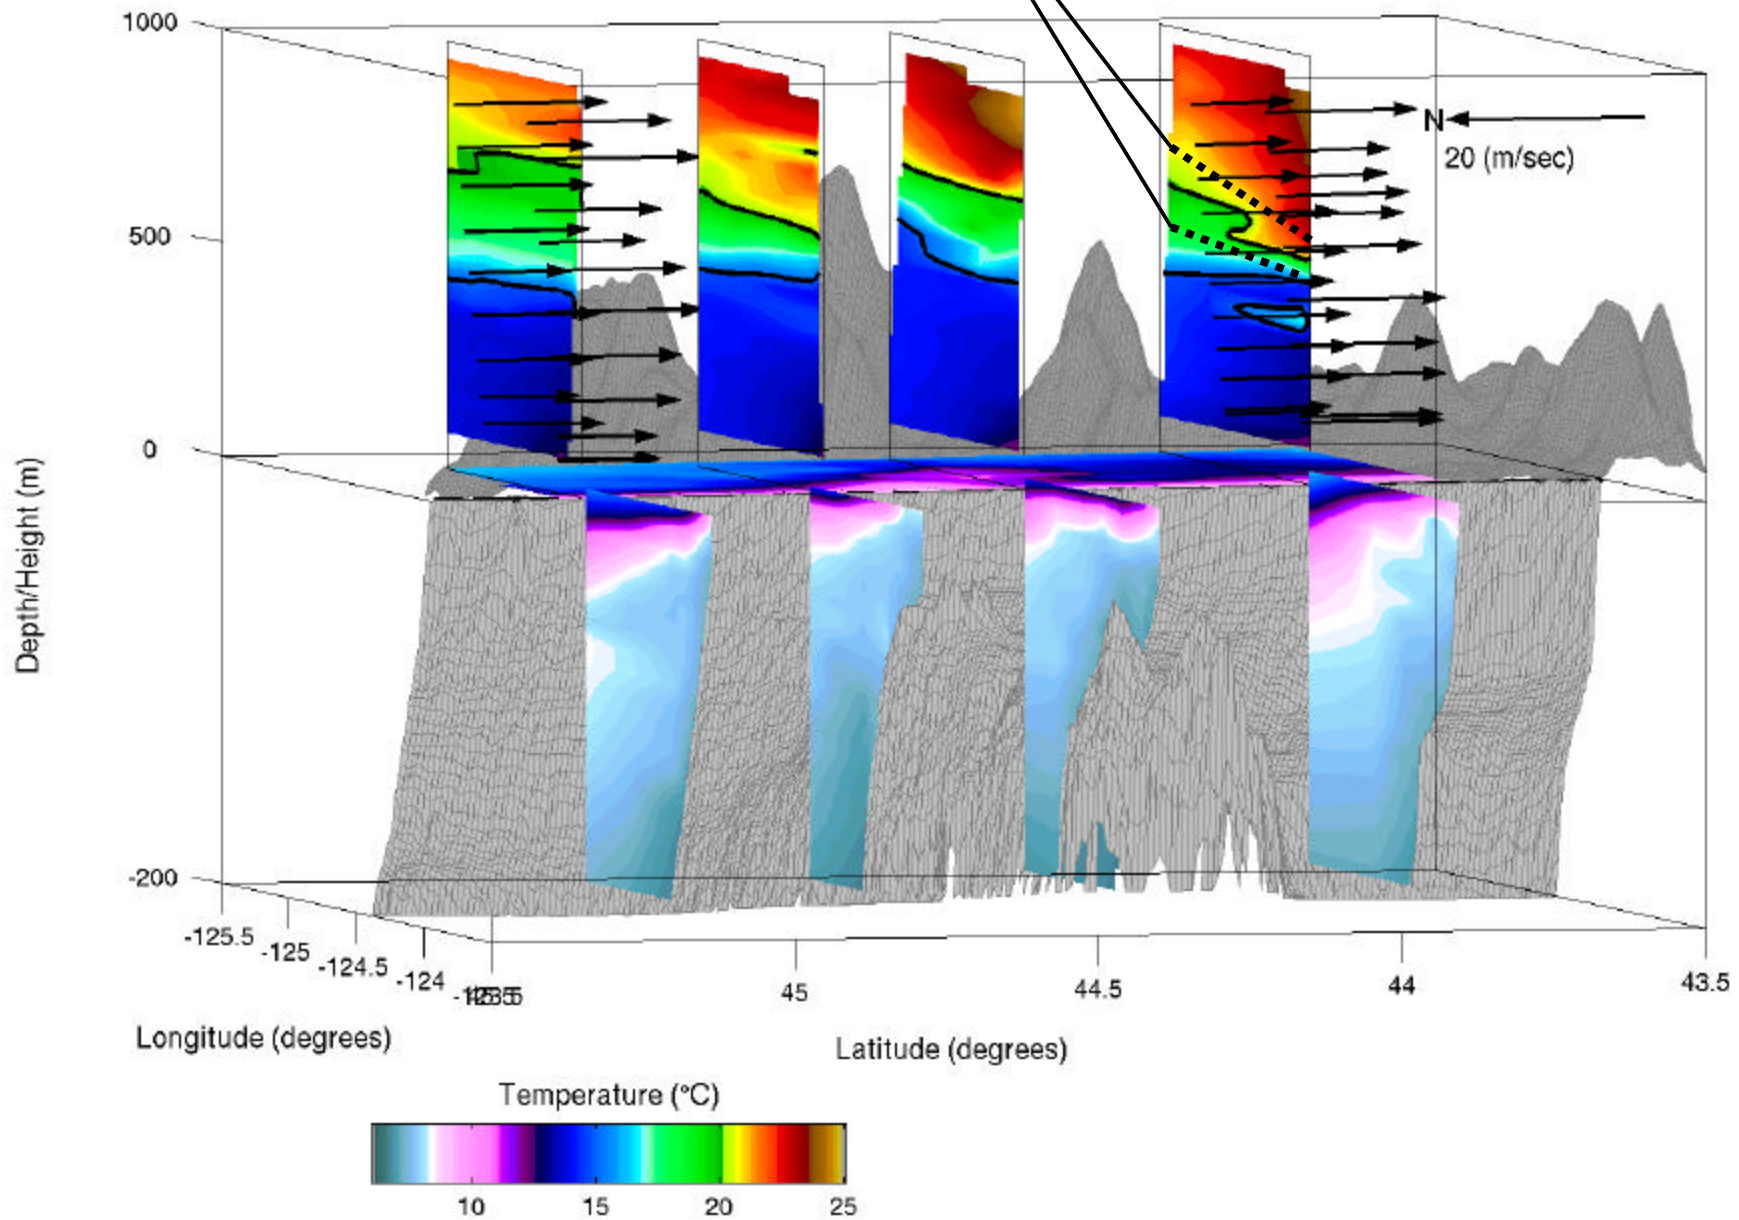 1000
N
20 (m/sec)
500
0
Depth/Height (m)
-200
-125.5
-125
-124.5
-124
45
44.5
44
43.5
Longitude (degrees)
Latitude (degrees)
Temperature (°C)
10 15 20 25